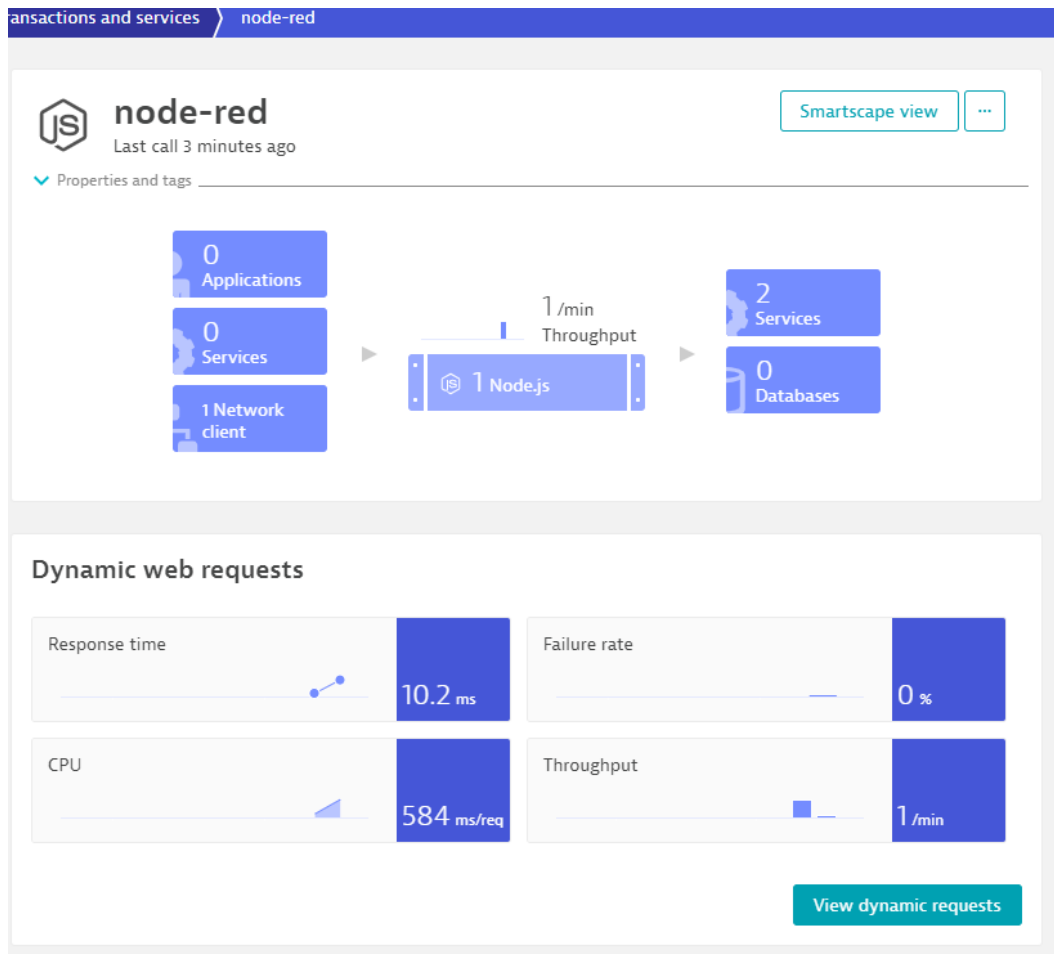 ansactions and services
node-red
JS
node-red
Last call 3 minutes ago
Smartscape view
...
Properties and tags
0
Applications
0
Services
1 Network
client
1 /min
Throughput
JS 1 Node.js
2
Services
0
Databases
Dynamic web requests
Response time
10.2 ms
Failure rate
0 %
CPU
584 ms/req
Throughput
1 /min
View dynamic requests